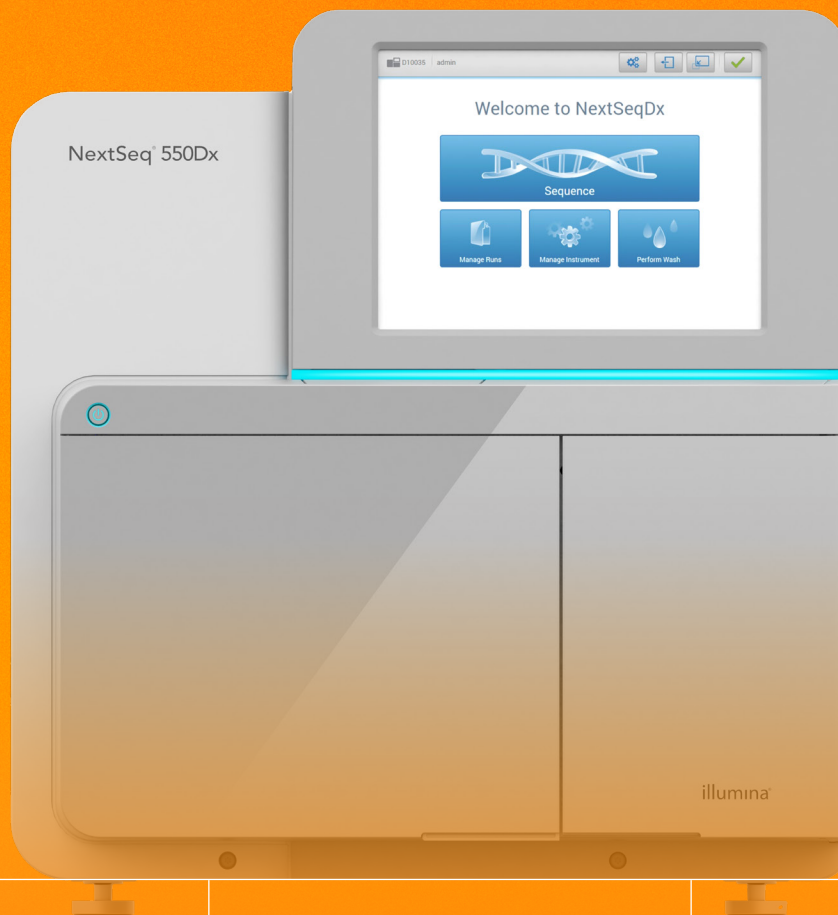 D10035 admin
Welcome to NextSeqDx
NextSeq® 550Dx
Sequence
Manage Runs Manage Instrument Perform Wash
illumina®